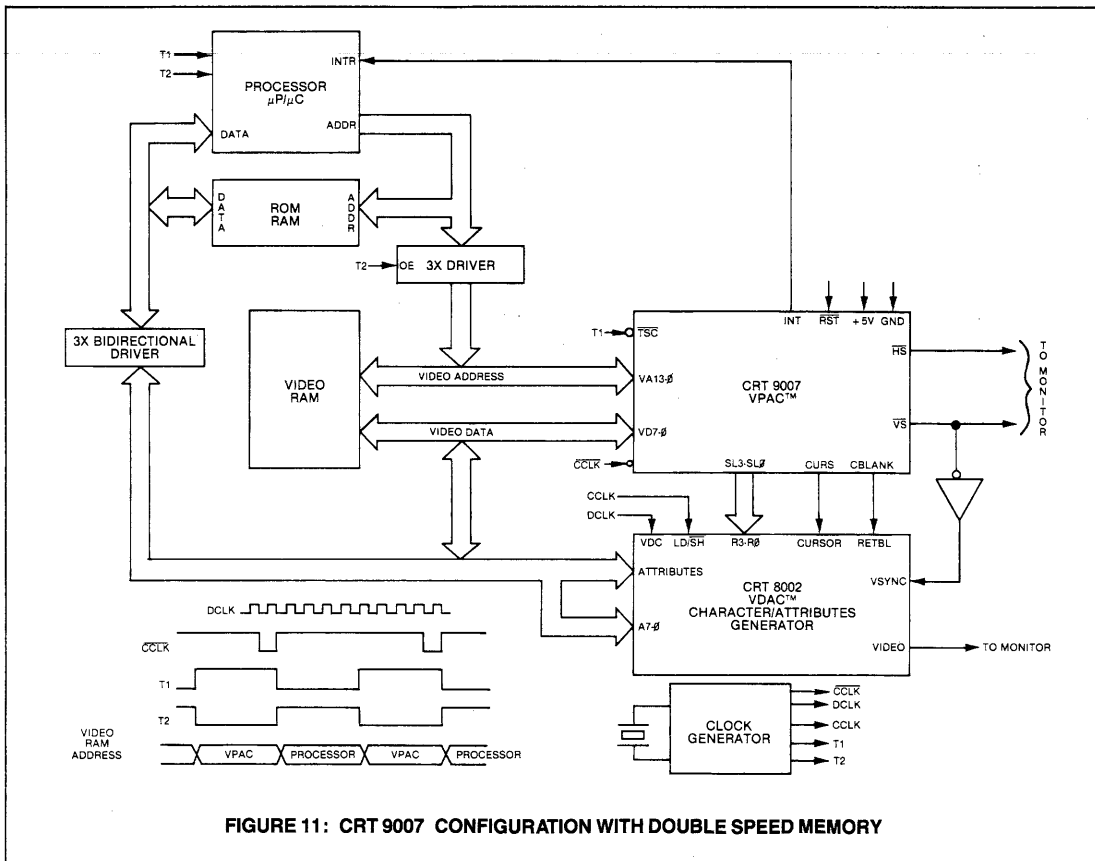 T1
T2
INTR
PROCESSOR
μP/μC
DATA
ADDR
DATA
ROM
RAM
ADDR
T2
OE
3X DRIVER
3X BIDIRECTIONAL
DRIVER
VIDEO
RAM
VIDEO ADDRESS
VIDEO DATA
T1
TSC
INT
RST
+5V
GND
HS
VA13-Ø
CRT 9007
VPAC™
VD7-Ø
VS
TO MONITOR
CCLK
SL3-SLØ
CURS
CBLANK
CCLK
DCLK
VDC
LD/SH
R3-RØ
CURSOR
RETBL
ATTRIBUTES
VSYNC
CRT 8002
VDAC™
CHARACTER/ATTRIBUTES
GENERATOR
A7-Ø
VIDEO
TO MONITOR
DCLK
CCLK
T1
T2
VIDEO
RAM
ADDRESS
VPAC
PROCESSOR
VPAC
PROCESSOR
CLOCK
GENERATOR
CCLK
DCLK
CCLK
T1
T2
FIGURE 11: CRT 9007 CONFIGURATION WITH DOUBLE SPEED MEMORY